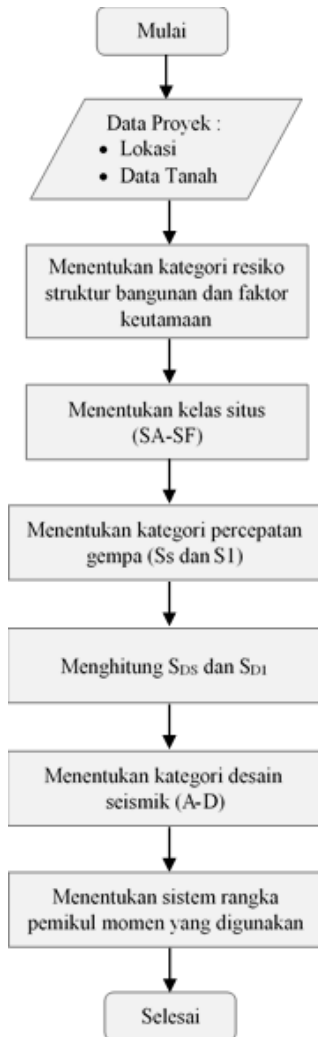 Mulai
Data Proyek :
• Lokasi
• Data Tanah
Menentukan kategori resiko
struktur bangunan dan faktor
keutamaan
Menentukan kelas situs
(SA-SF)
Menentukan kategori percepatan
gempa (Ss dan S1)
Menghitung SDS dan SD1
Menentukan kategori desain
seismik (A-D)
Menentukan sistem rangka
pemikul momen yang digunakan
Selesai